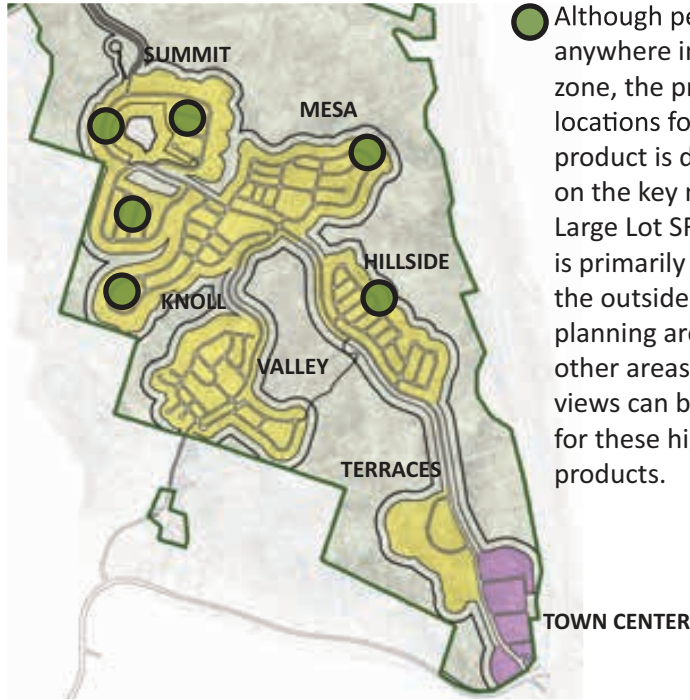 SUMMIT
MESA
HILLSIDE
KNOLL
VALLEY
TERRACES
TOWN CENTER
Although pe
anywhere in
zone, the pr
locations for
product is d
on the key m
Large Lot SF
is primarily
the outside
planning are
other areas
views can b
for these hi
products.